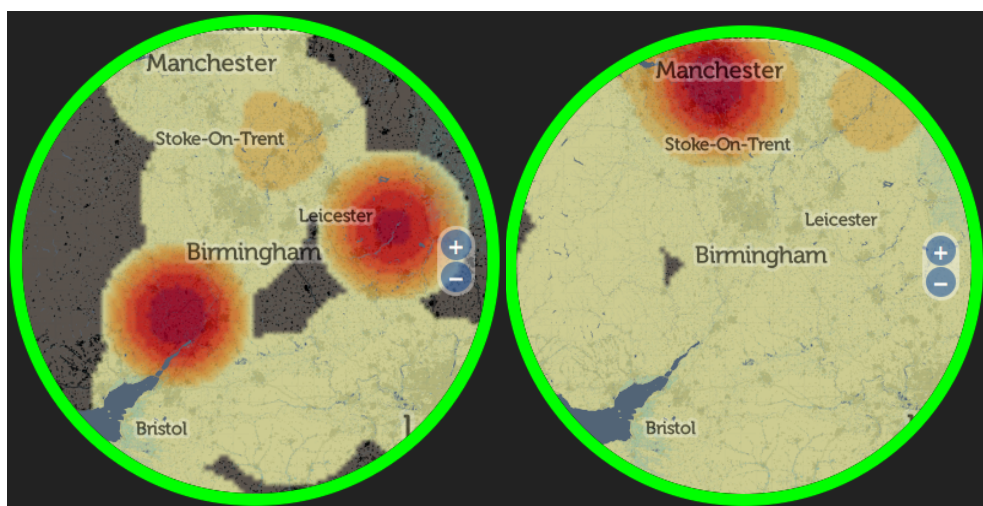 Manchester
Stoke-On-Trent
Leicester
Birmingham
Bristol
+
−
Manchester
Stoke-On-Trent
Leicester
Birmingham
Bristol
+
−